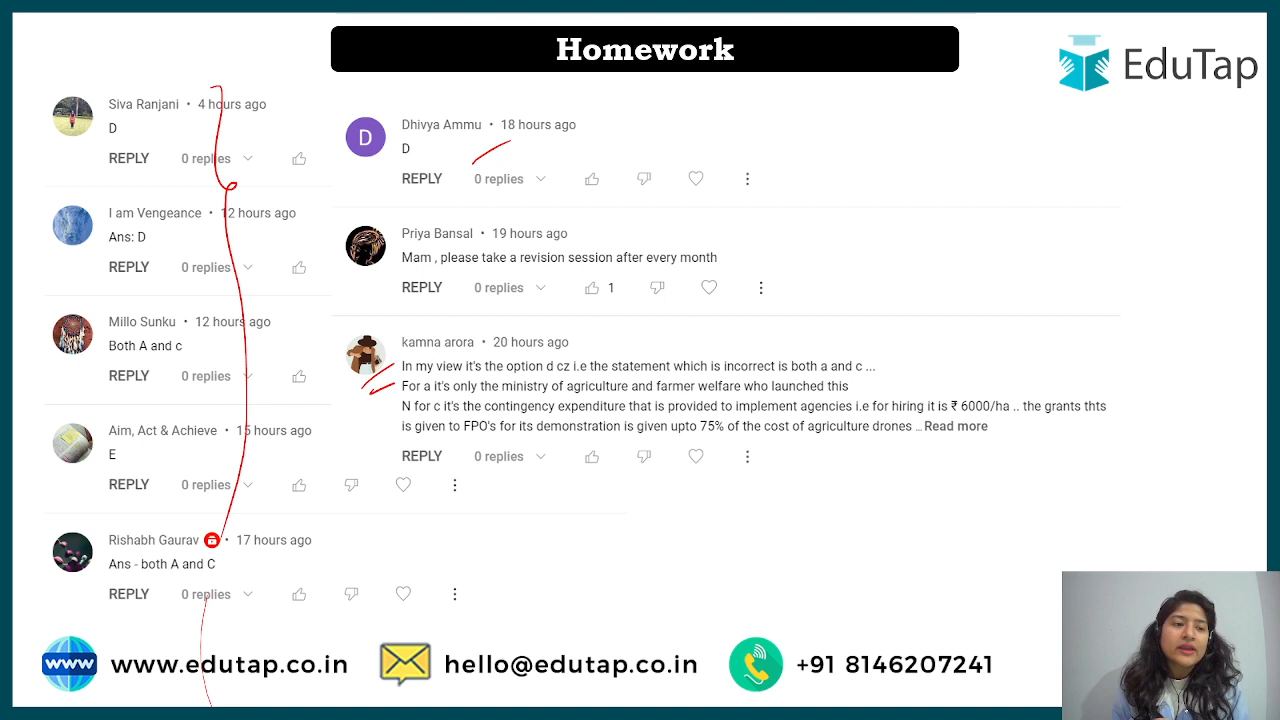 Homework
EduTap
Siva Ranjani • 4 hours ago
D
REPLY 0 replies
I am Vengeance • 12 hours ago
Ans: D
REPLY 0 replies
Millo Sunku • 12 hours ago
Both A and c
REPLY 0 replies
Aim, Act & Achieve • 15 hours ago
E
REPLY 0 replies
Rishabh Gaurav • 17 hours ago
Ans - both A and C
REPLY 0 replies
D
Dhivya Ammu • 18 hours ago
D
REPLY 0 replies
Priya Bansal • 19 hours ago
Mam , please take a revision session after every month
REPLY 0 replies 1
kamna arora • 20 hours ago
In my view it's the option d cz i.e the statement which is incorrect is both a and c ...
For a it's only the ministry of agriculture and farmer welfare who launched this
N for c it's the contingency expenditure that is provided to implement agencies i.e for hiring it is ₹ 6000/ha .. the grants thts
is given to FPO's for its demonstration is given upto 75% of the cost of agriculture drones ... Read more
REPLY 0 replies
www www.edutap.co.in hello@edutap.co.in +91 8146207241